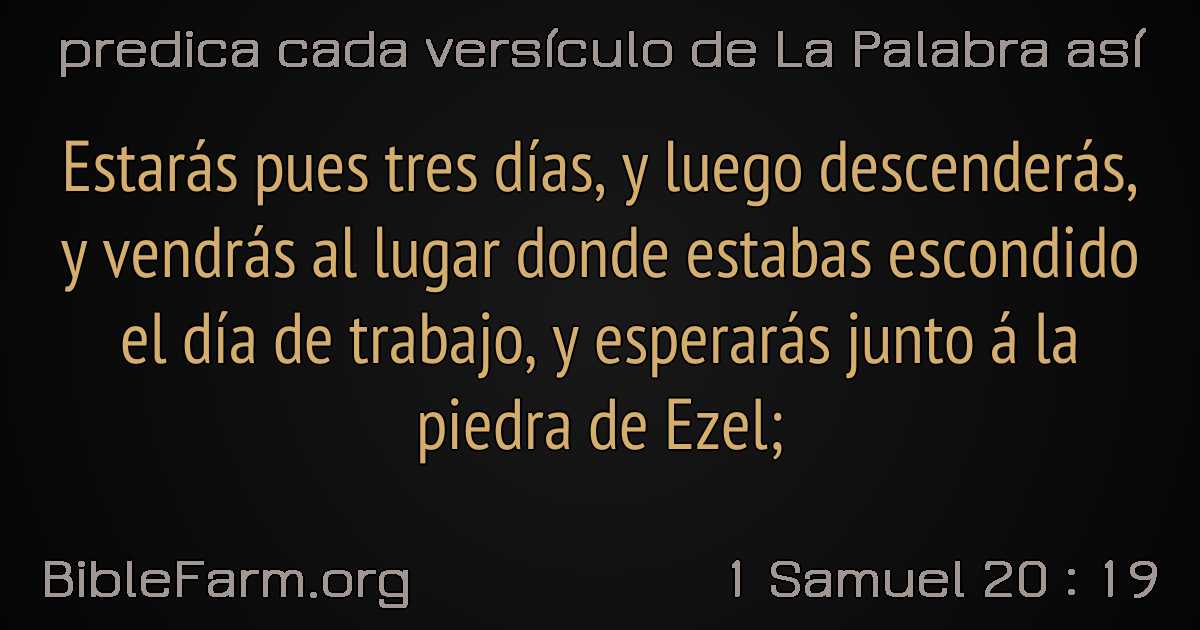 predica cada versículo de La Palabra así
Estarás pues tres días, y luego descenderás,
y vendrás al lugar donde estabas escondido
el día de trabajo, y esperarás junto á la
piedra de Ezel;
BibleFarm.org
1 Samuel 20 : 19